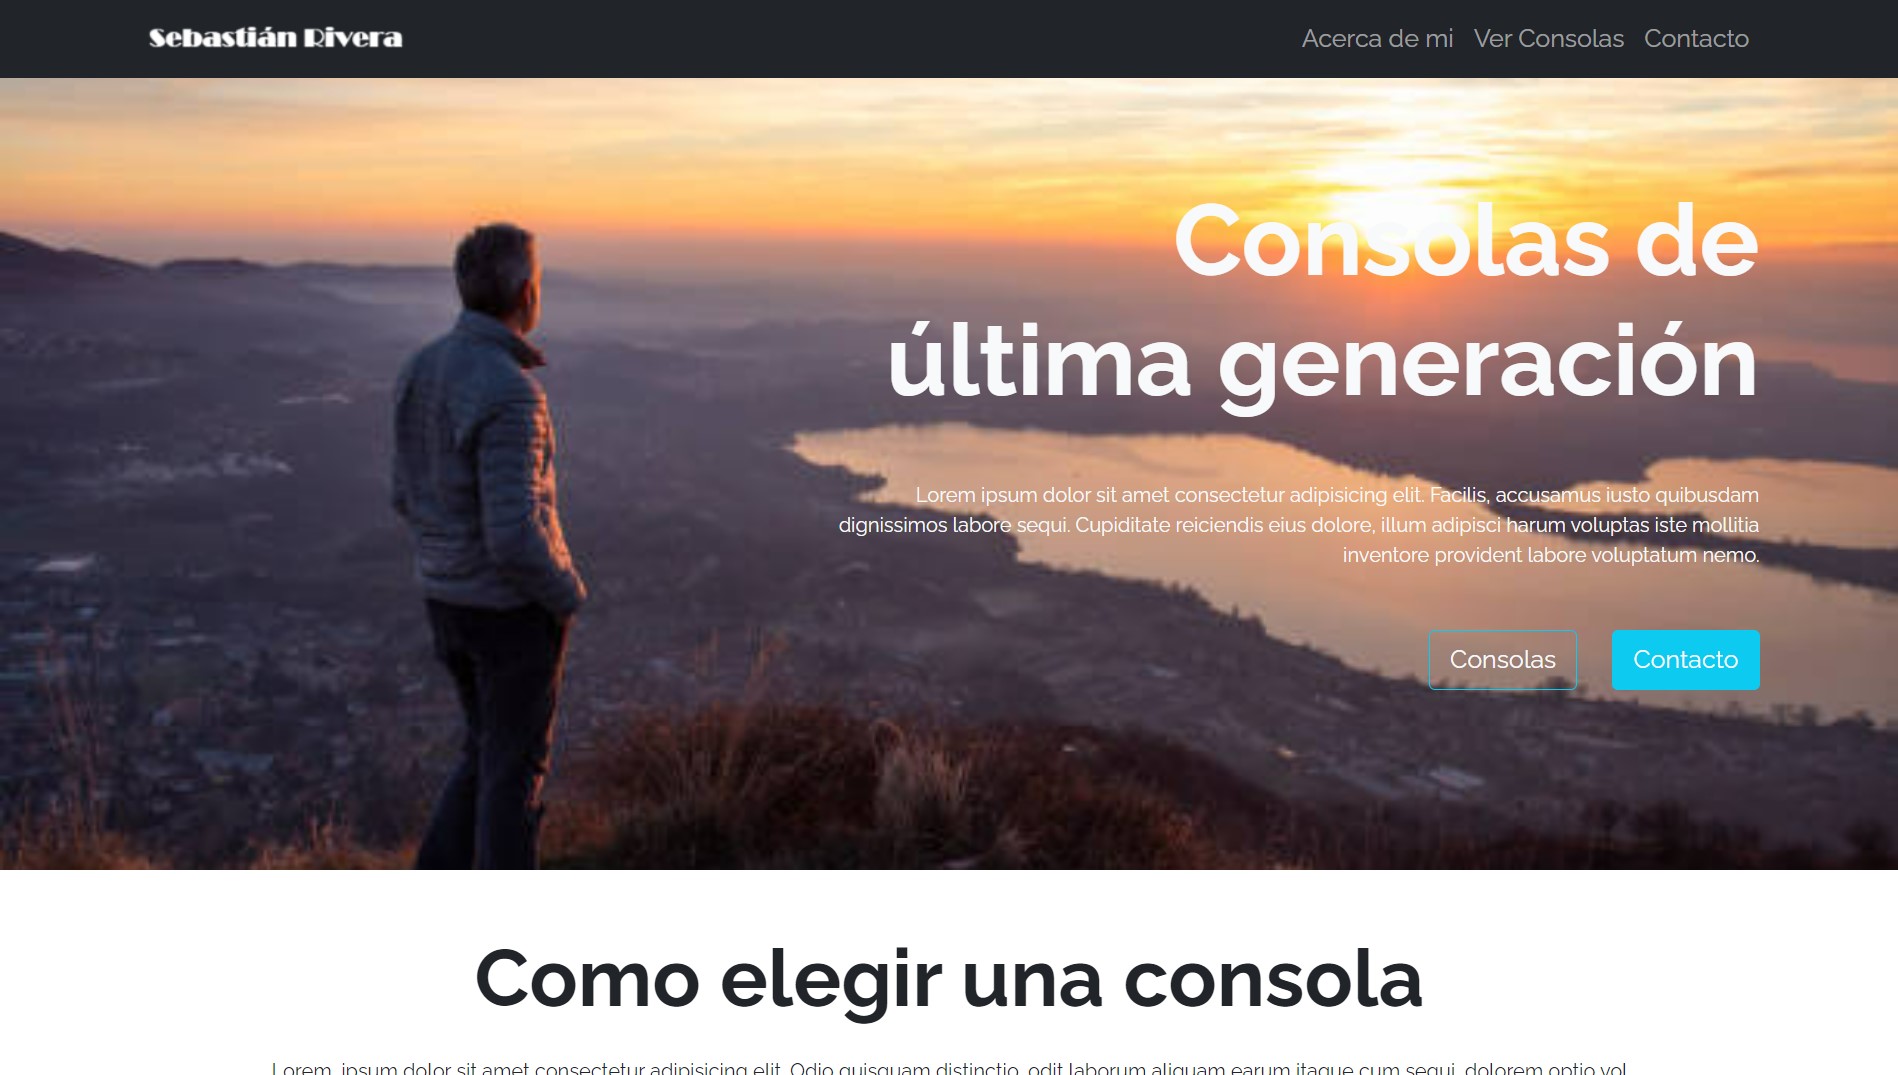 Sebastián Rivera
Acerca de mi Ver Consolas Contacto
Consolas de
última generación
Lorem ipsum dolor sit amet consectetur adipisicing elit. Facilis, accusamus iusto quibusdam
dignissimos labore sequi. Cupiditate reiciendis eius dolore, illum adipisci harum voluptas iste mollitia
inventore provident labore voluptatum nemo.
Consolas Contacto
Como elegir una consola
Lorem, ipsum dolor sit amet consectetur adipisicing elit. Odio quisquam distinctio, odit laborum aliquam earum itaque cum sequi, dolorem optio vol